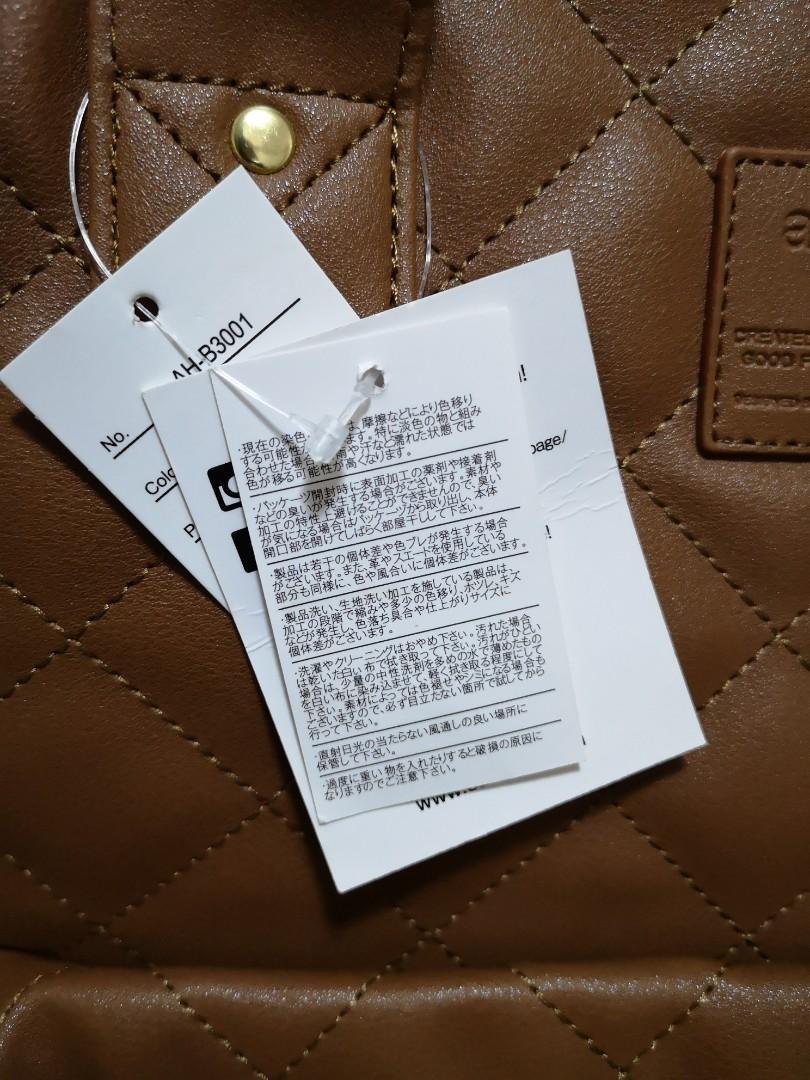 AH-B3001
No.
Colo
P
n!
page/
n!
www.
・現在の染色 は、摩擦などにより色移り
する可能性が ます。特に淡色の物と組み
合わせた場合 雨や汗など濡れた状態では
色が移る可能性が高くなります。
・パッケージ開封時に表面加工の薬剤や接着剤
などの臭いが発生する場合がございます。素材や
加工の特性上避けることができませんので、臭い
が気になる場合はパッケージから取り出し、本体
開口部を開けてしばらく部屋干しして下さい。
・製品は若干の個体差や色ブレが発生する場合
がございます。また、革やスエードを使用している
部分も同様に、色や風合いに個体差がございます。
・製品洗い、生地洗い加工を施している製品は、
加工の段階で縮みや多少の色移り、ホツレ、キズ
などが発生し、色落ち具合や仕上がりサイズに
個体差がございます。
・洗濯やクリーニングはおやめ下さい。汚れた場合
は乾いた白い布で拭き取って下さい。汚れがひどい
場合は、少量の中性洗剤を多めの水で薄めたもの
を白い布に染み込ませて、軽く拭き取る程度にして
下さい。素材によっては色褪せやシミになる場合も
ございますので、必ず目立たない箇所で試してから
行って下さい。
・直射日光の当たらない風通しの良い場所に
保管して下さい。
・過度に重い物を入れたりすると破損の原因に
なりますのでご注意下さい。
GOOD